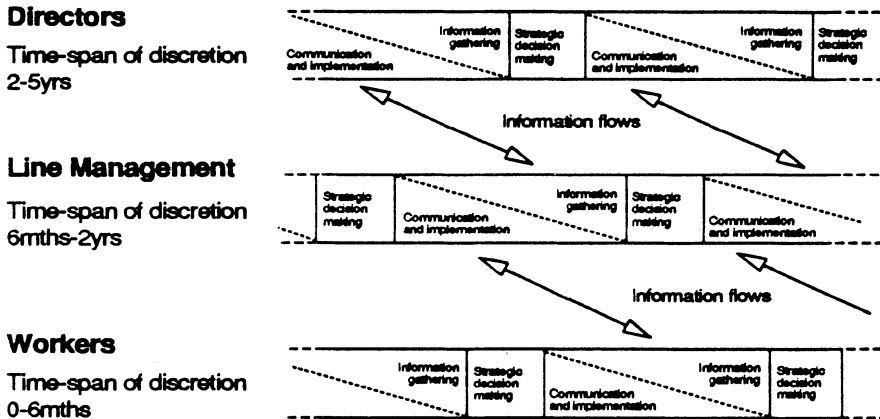 Directors
Time-span of discretion
2-5yrs
Communication
and implementation
Information
gathering
Strategic
decision
making
Communication
and implementation
Information
gathering
Strategic
decision
making
Information flows
Line Management
Time-span of discretion
6mths-2yrs
Strategic
decision
making
Communication
and implementation
Information
gathering
Strategic
decision
making
Communication
and implementation
Information flows
Workers
Time-span of discretion
0-6mths
Information
gathering
Strategic
decision
making
Communication
and implementation
Information
gathering
Strategic
decision
making